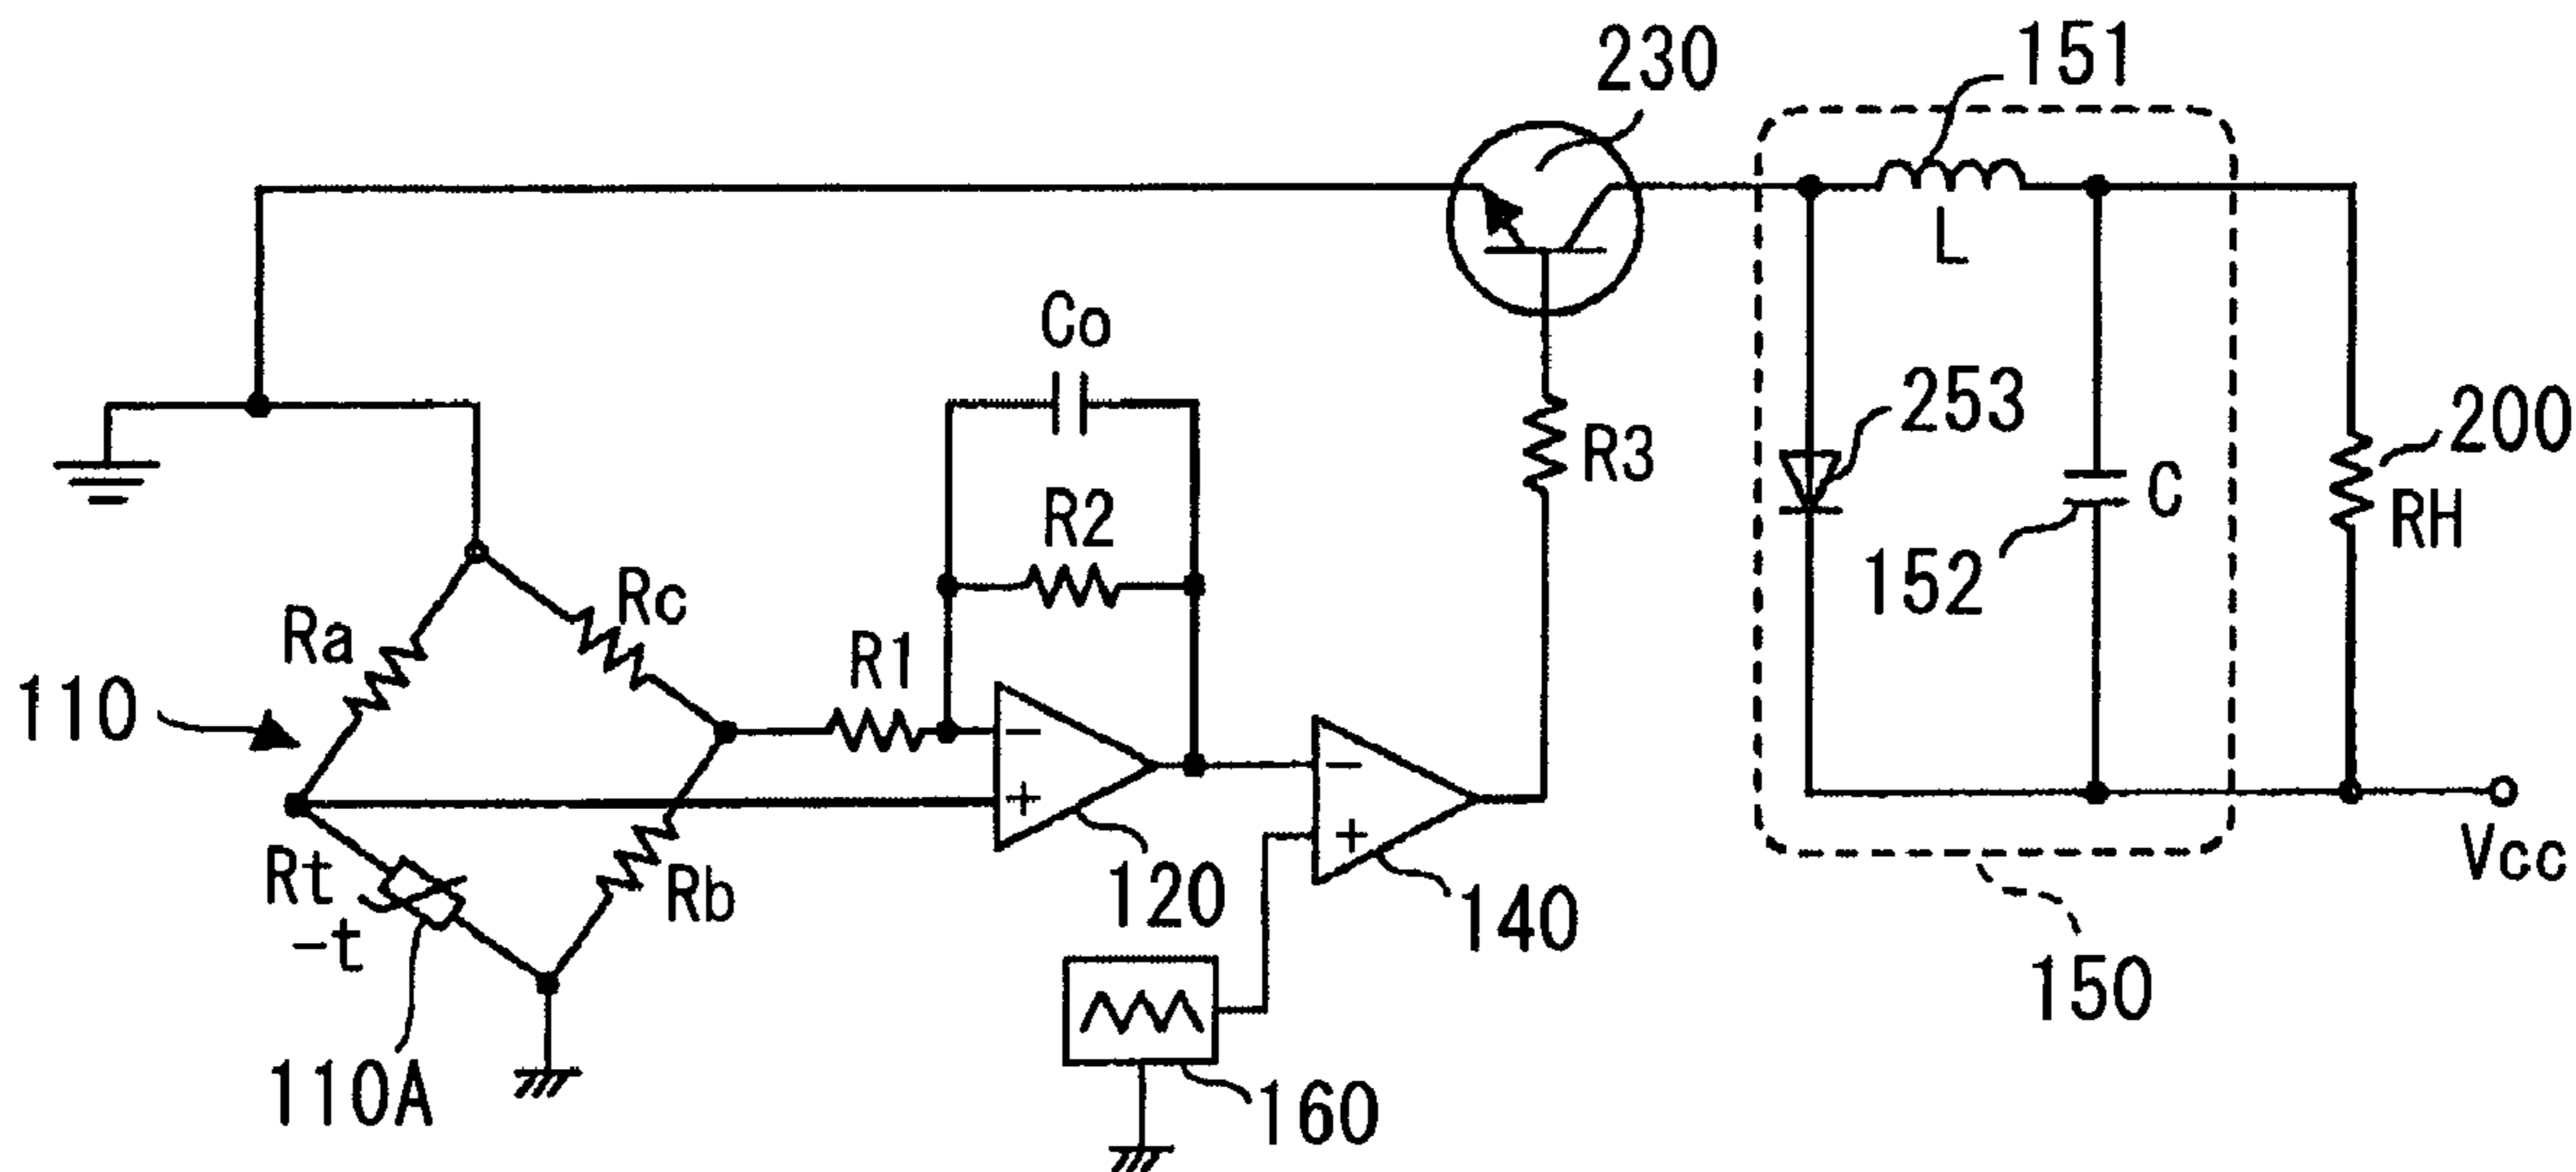 230
151
L
Co
253
200
R3
C
RH
R2
152
Ra
Rc
R1
110
−
+
−
+
Rt
-t
Rb
120
140
Vcc
150
110A
160